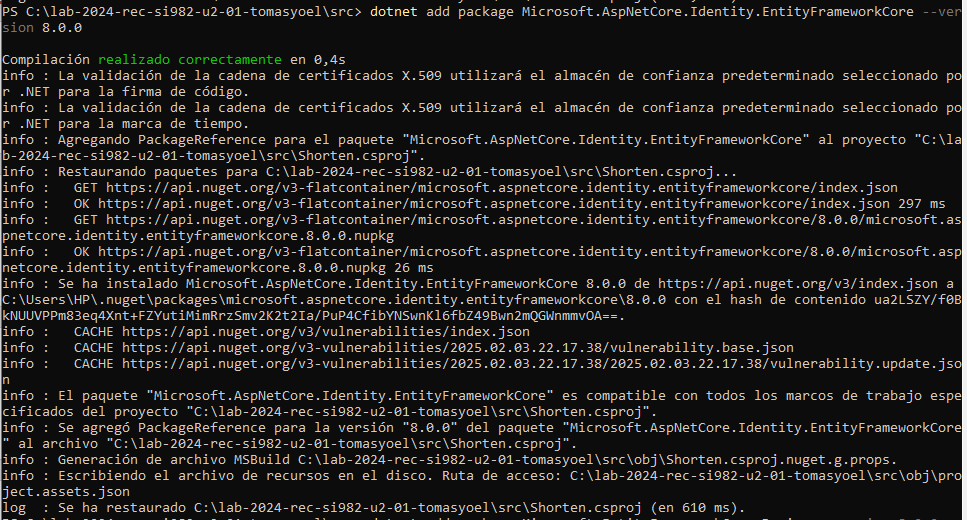 PS C:\lab-2024-rec-si982-u2-01-tomasyoel\src> dotnet add package Microsoft.AspNetCore.Identity.EntityFrameworkCore --ver
sion 8.0.0
Compilación realizado correctamente en 0,4s
info : La validación de la cadena de certificados X.509 utilizará el almacén de confianza predeterminado seleccionado po
r .NET para la firma de código.
info : La validación de la cadena de certificados X.509 utilizará el almacén de confianza predeterminado seleccionado po
r .NET para la marca de tiempo.
info : Agregando PackageReference para el paquete "Microsoft.AspNetCore.Identity.EntityFrameworkCore" al proyecto "C:\la
b-2024-rec-si982-u2-01-tomasyoel\src\Shorten.csproj".
info : Restaurando paquetes para C:\lab-2024-rec-si982-u2-01-tomasyoel\src\Shorten.csproj...
info :   GET https://api.nuget.org/v3-flatcontainer/microsoft.aspnetcore.identity.entityframeworkcore/index.json
info :   OK https://api.nuget.org/v3-flatcontainer/microsoft.aspnetcore.identity.entityframeworkcore/index.json 297 ms
info :   GET https://api.nuget.org/v3-flatcontainer/microsoft.aspnetcore.identity.entityframeworkcore/8.0.0/microsoft.as
pnetcore.identity.entityframeworkcore.8.0.0.nupkg
info :   OK https://api.nuget.org/v3-flatcontainer/microsoft.aspnetcore.identity.entityframeworkcore/8.0.0/microsoft.asp
netcore.identity.entityframeworkcore.8.0.0.nupkg 26 ms
info : Se ha instalado Microsoft.AspNetCore.Identity.EntityFrameworkCore 8.0.0 de https://api.nuget.org/v3/index.json a
C:\Users\HP\.nuget\packages\microsoft.aspnetcore.identity.entityframeworkcore\8.0.0 con el hash de contenido ua2LSZY/f0B
kNUUVPPm83eq4Xnt+FZYutiMimRrzSmv2K2t2Ia/PuP4CfibYNSwnKl6fbZ49Bwn2mQGWnmmvOA==.
info :   CACHE https://api.nuget.org/v3/vulnerabilities/index.json
info :   CACHE https://api.nuget.org/v3-vulnerabilities/2025.02.03.22.17.38/vulnerability.base.json
info :   CACHE https://api.nuget.org/v3-vulnerabilities/2025.02.03.22.17.38/2025.02.03.22.17.38/vulnerability.update.jso
n
info : El paquete "Microsoft.AspNetCore.Identity.EntityFrameworkCore" es compatible con todos los marcos de trabajo espe
cificados del proyecto "C:\lab-2024-rec-si982-u2-01-tomasyoel\src\Shorten.csproj".
info : Se agregó PackageReference para la versión "8.0.0" del paquete "Microsoft.AspNetCore.Identity.EntityFrameworkCore
" al archivo "C:\lab-2024-rec-si982-u2-01-tomasyoel\src\Shorten.csproj".
info : Generación de archivo MSBuild C:\lab-2024-rec-si982-u2-01-tomasyoel\src\obj\Shorten.csproj.nuget.g.props.
info : Escribiendo el archivo de recursos en el disco. Ruta de acceso: C:\lab-2024-rec-si982-u2-01-tomasyoel\src\obj\pro
ject.assets.json
log  : Se ha restaurado C:\lab-2024-rec-si982-u2-01-tomasyoel\src\Shorten.csproj (en 610 ms).